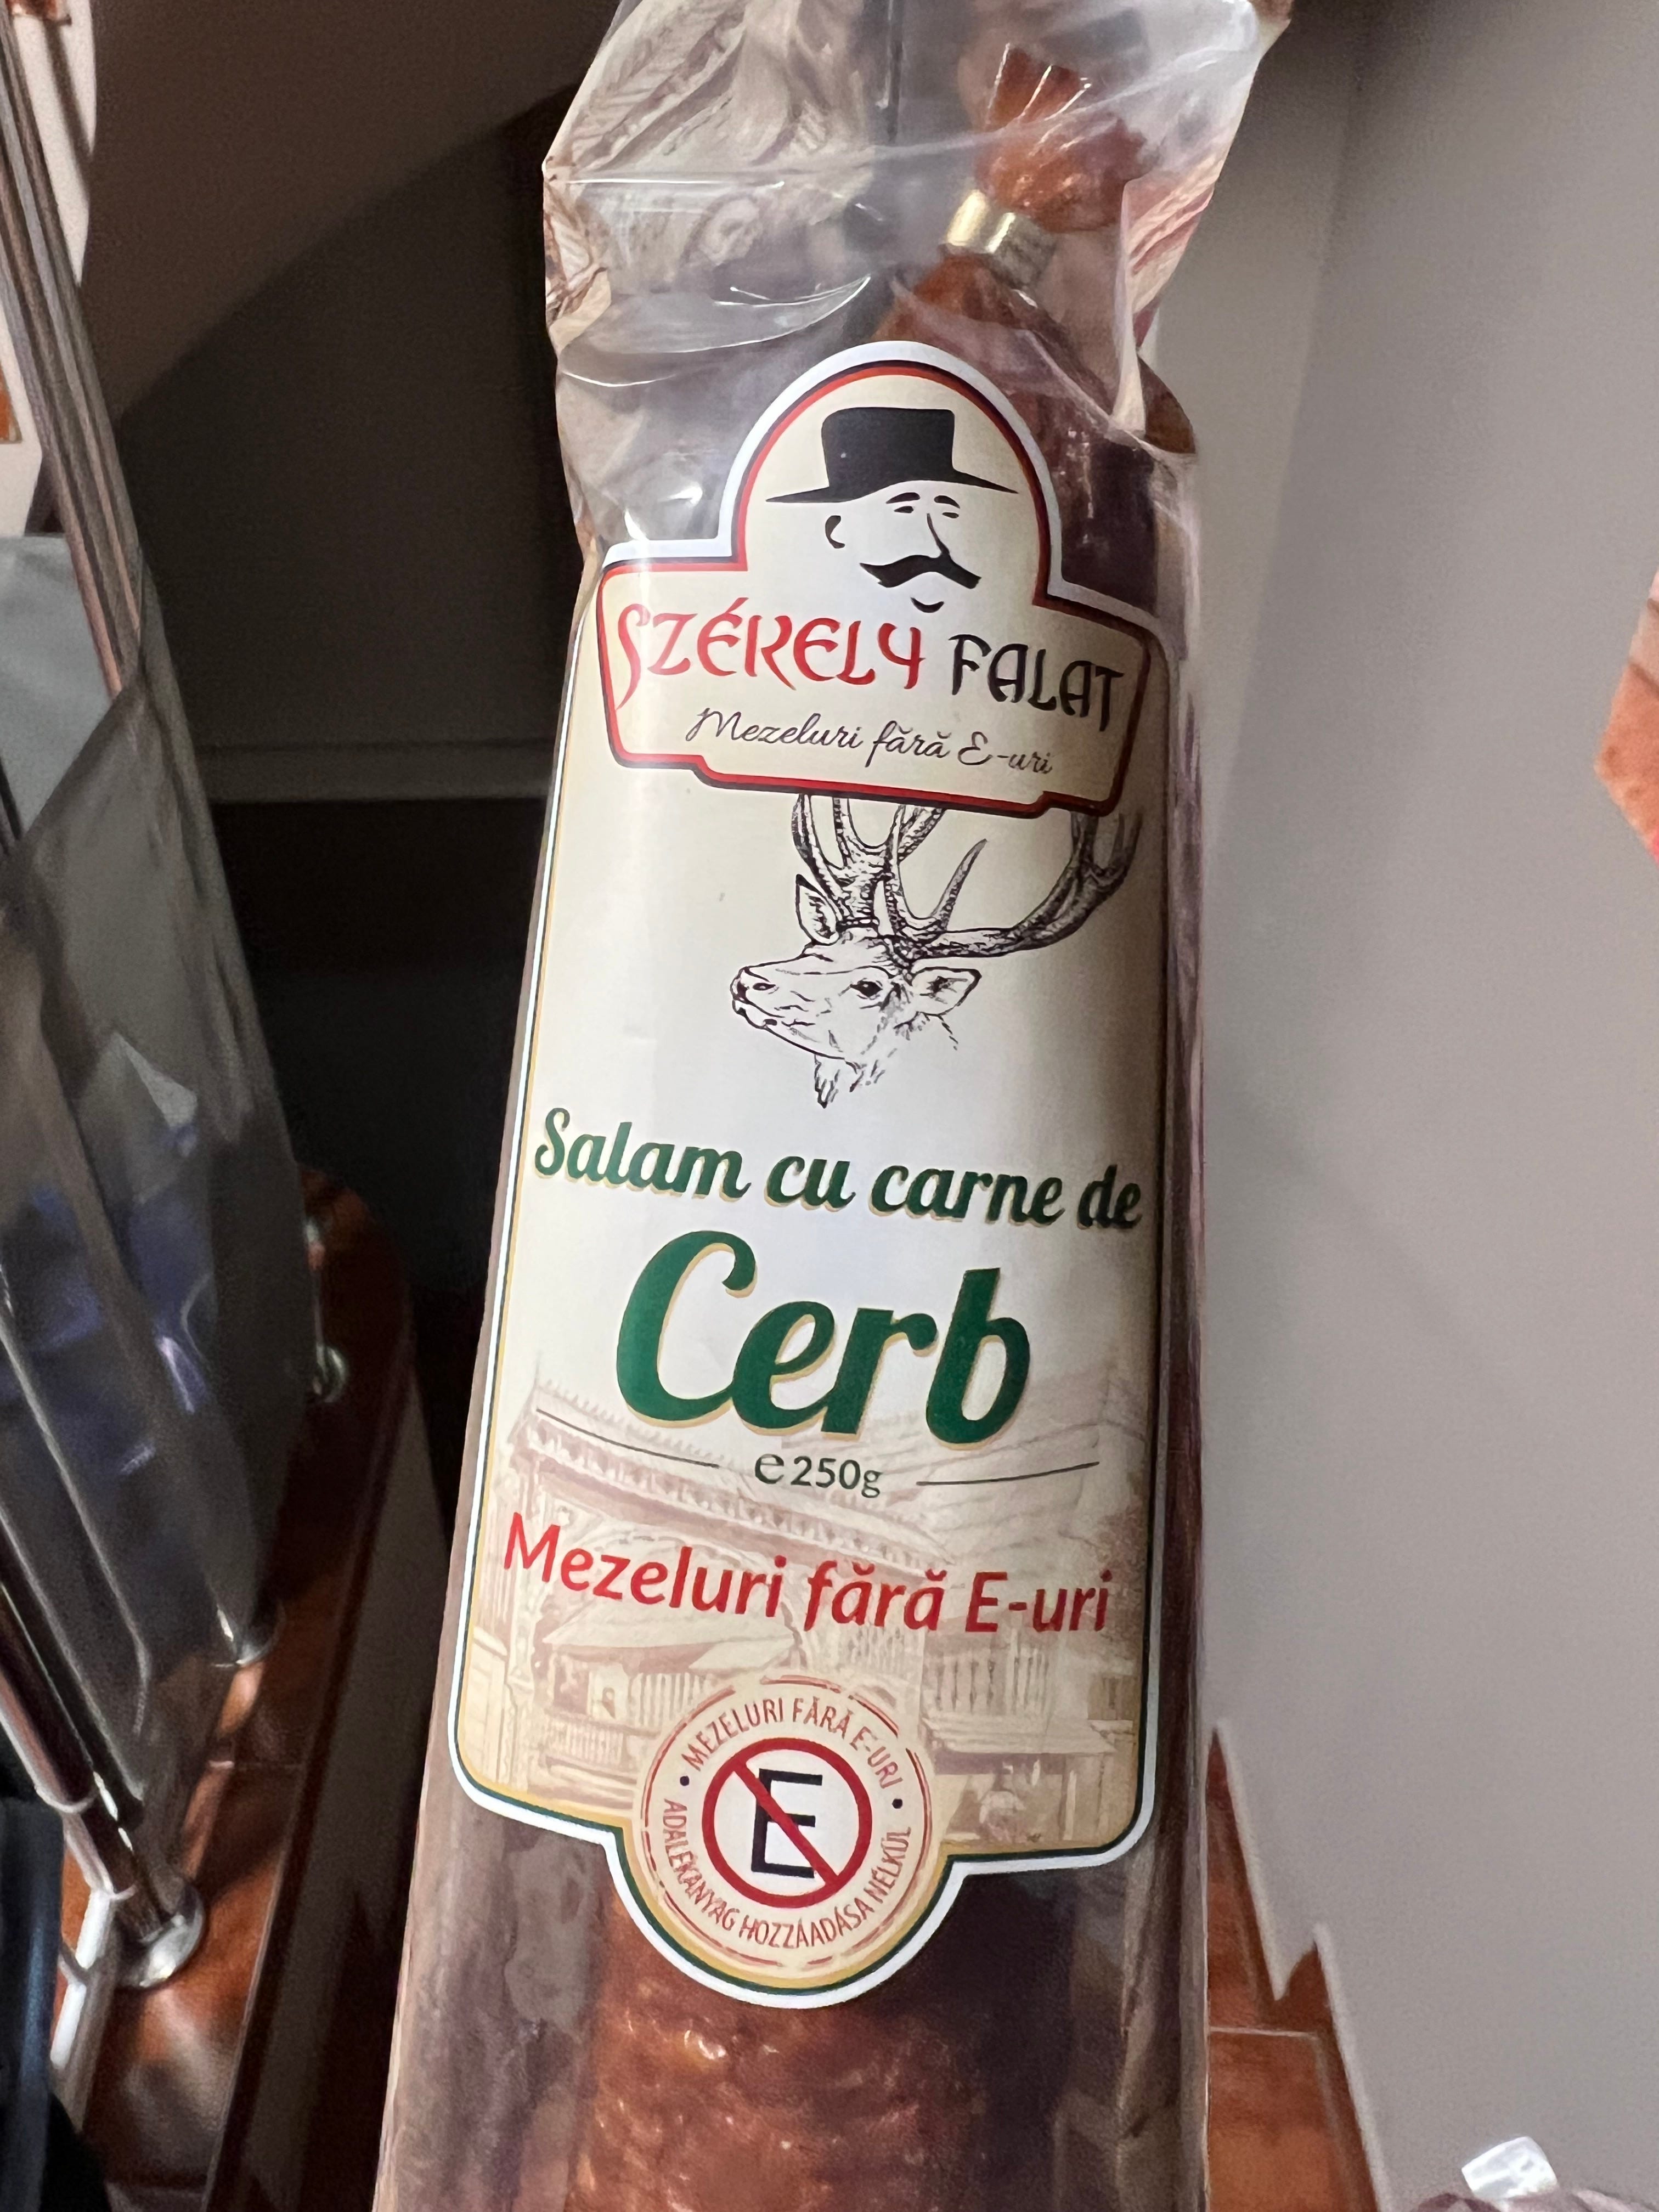 SZÉKELY FALAT
Mezeluri fără E-uri
Salam cu carne de
Cerb
e 250g
Mezeluri fără E-uri
• MEZELURI FĂRĂ E-URI •
E
ADALÉKANYAG HOZZÁADÁSA NÉLKÜL